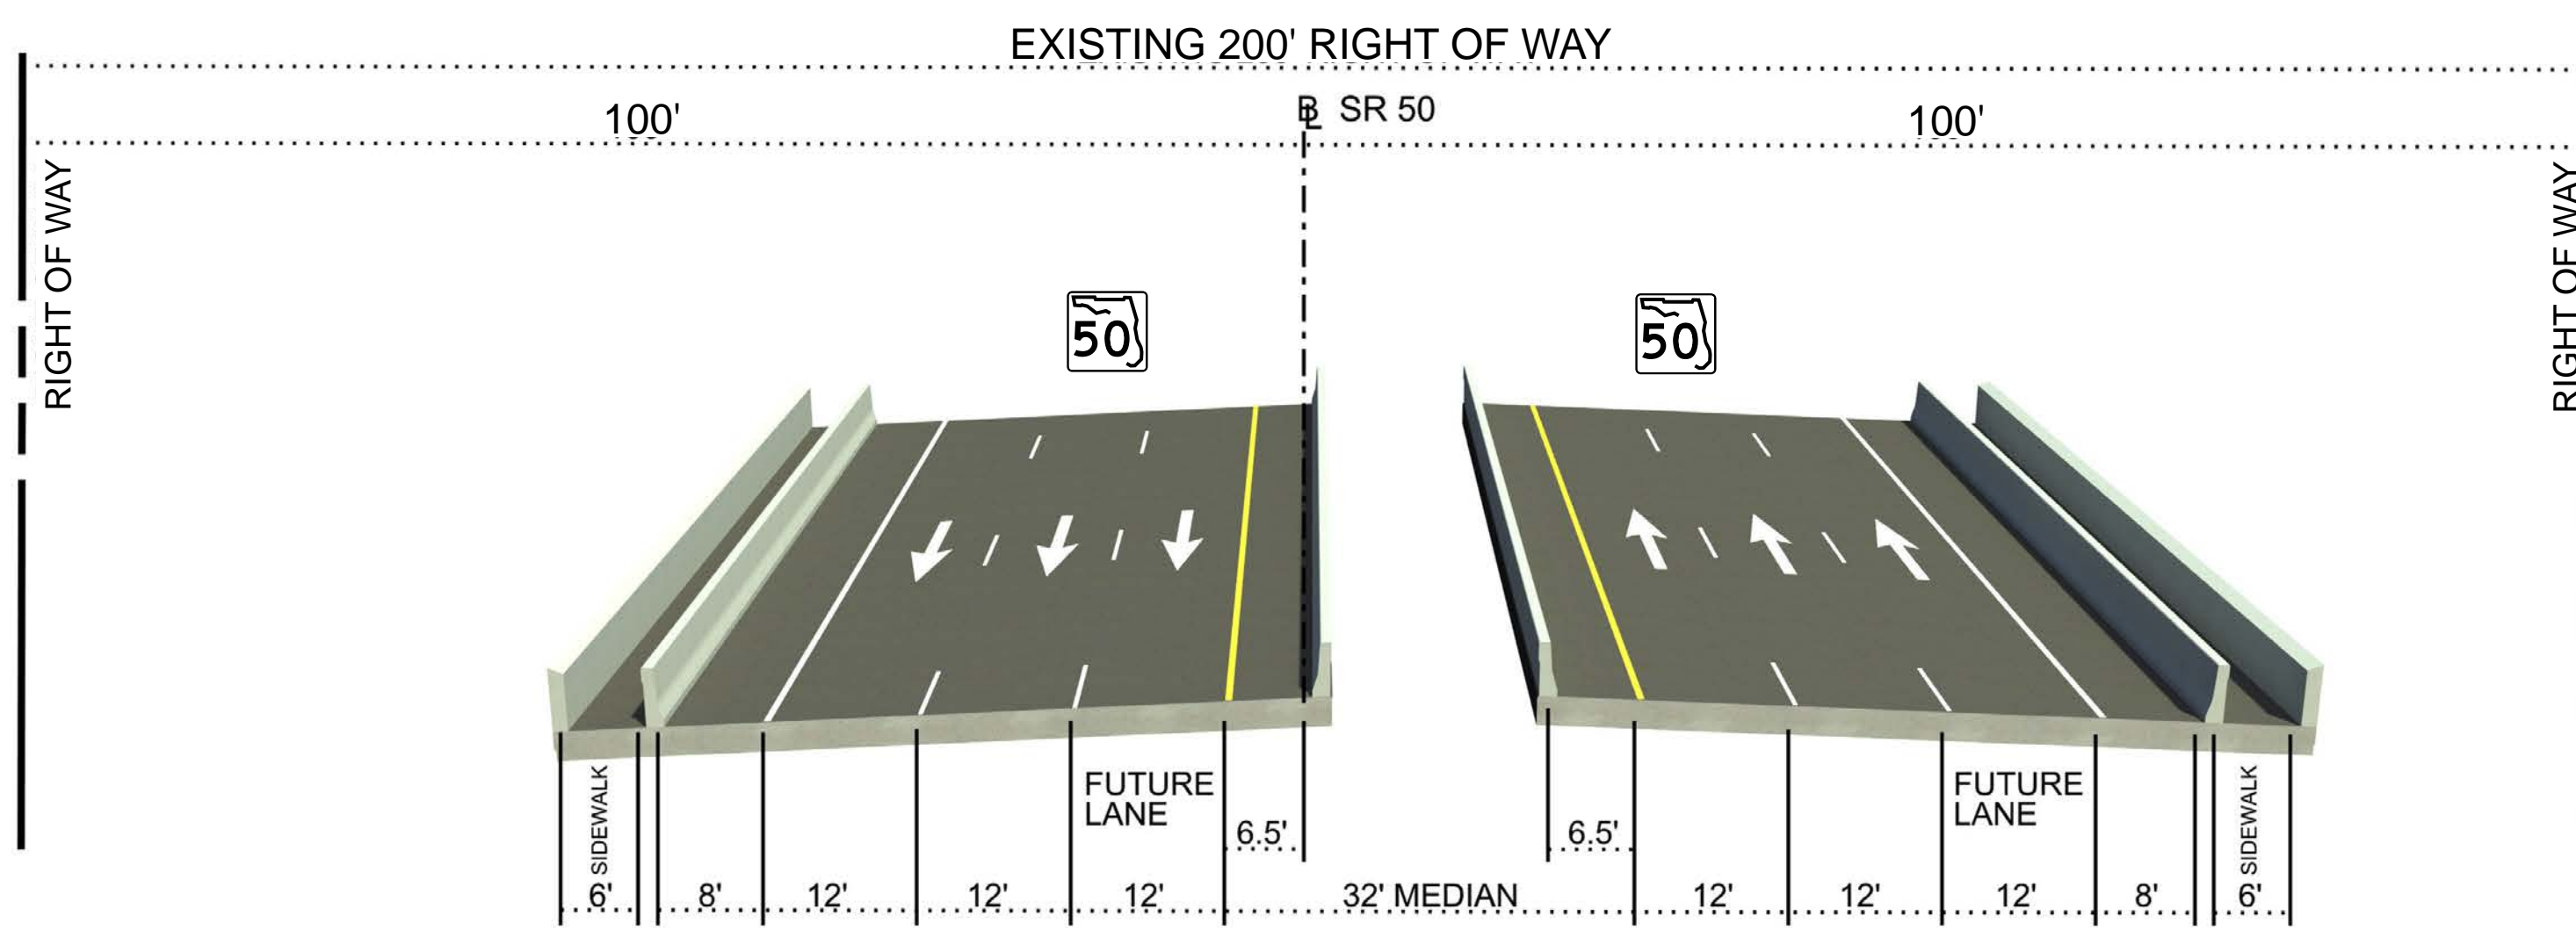 EXISTING 200' RIGHT OF WAY
100'
BL SR 50
100'
RIGHT OF WAY
RIGHT OF WAY
50
50
SIDEWALK
FUTURE
LANE
6.5'
6.5'
FUTURE
LANE
SIDEWALK
6'
8'
12'
12'
12'
32' MEDIAN
12'
12'
12'
8'
6'